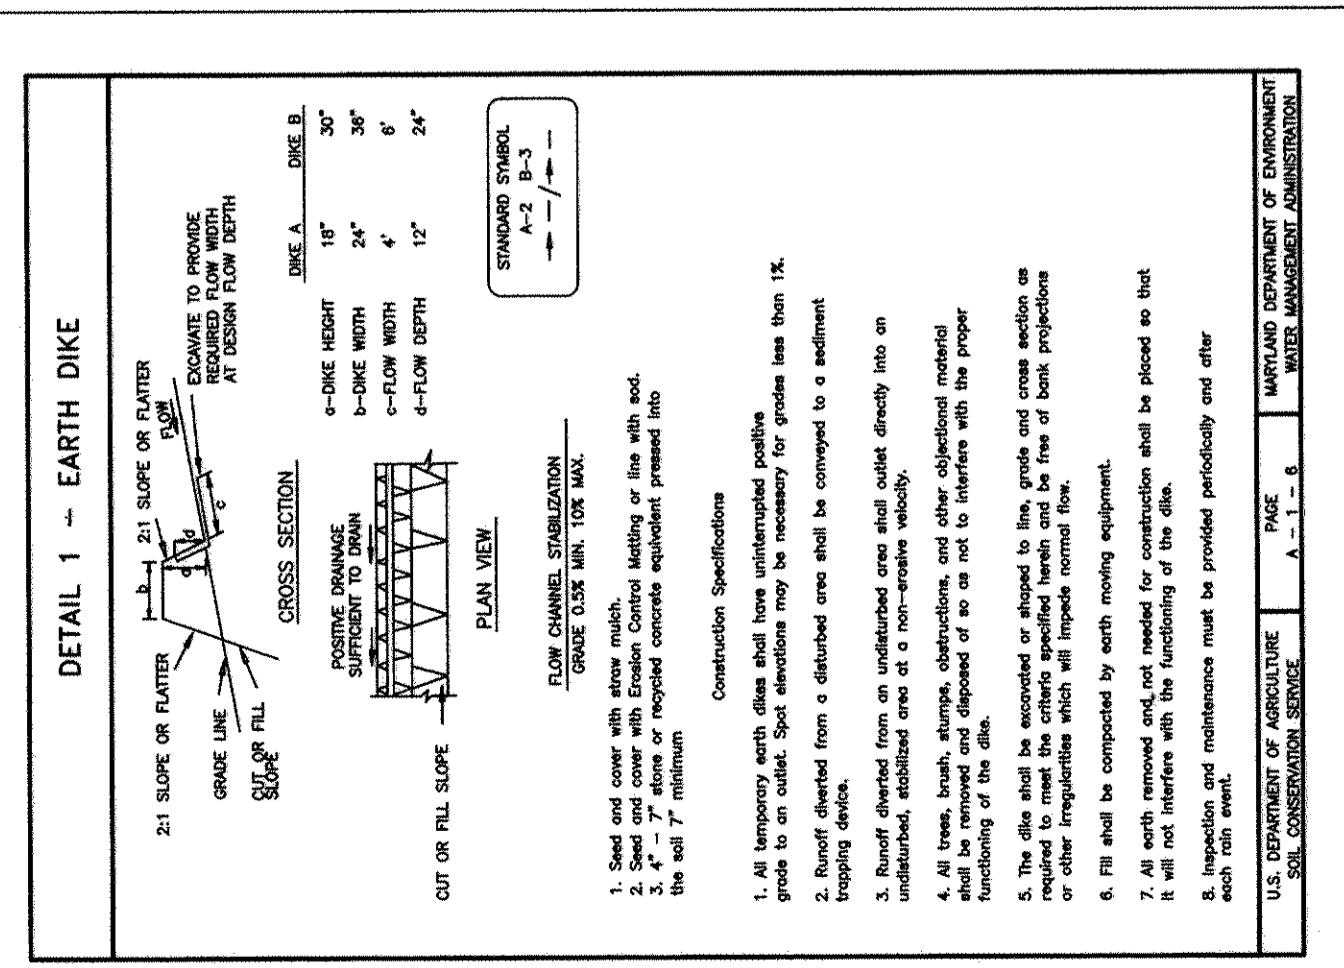 DETAIL 1 - EARTH DIKE
2:1 SLOPE OR FLATTER
2:1 SLOPE OR FLATTER
b
FLOW
EXCAVATE TO PROVIDE
REQUIRED FLOW WIDTH
AT DESIGN FLOW DEPTH
a
d
c
GRADE LINE
CUT OR FILL
SLOPE
CROSS SECTION
DIKE A DIKE B
a-DIKE HEIGHT 18" 30"
b-DIKE WIDTH 24" 36"
c-FLOW WIDTH 4' 6'
d-FLOW DEPTH 12" 24"
POSITIVE DRAINAGE
SUFFICIENT TO DRAIN
CUT OR FILL SLOPE
PLAN VIEW
STANDARD SYMBOL
A-2 B-3
/
FLOW CHANNEL STABILIZATION
GRADE 0.5% MIN. 10% MAX.
1. Seed and cover with straw mulch.
2. Seed and cover with Erosion Control Matting or line with sod.
3. 4" - 7" stone or recycled concrete equivalent pressed into
the soil 7" minimum
Construction Specifications
1. All temporary earth dikes shall have uninterrupted positive
grade to an outlet. Spot elevations may be necessary for grades less than 1%.
2. Runoff diverted from a disturbed area shall be conveyed to a sediment
trapping device.
3. Runoff diverted from an undisturbed area shall outlet directly into an
undisturbed, stabilized area at a non-erosive velocity.
4. All trees, brush, stumps, obstructions, and other objectional material
shall be removed and disposed of so as not to interfere with the proper
functioning of the dike.
5. The dike shall be excavated or shaped to line, grade and cross section as
required to meet the criteria specified herein and be free of bank projections
or other irregularities which will impede normal flow.
6. Fill shall be compacted by earth moving equipment.
7. All earth removed and not needed for construction shall be placed so that
it will not interfere with the functioning of the dike.
8. Inspection and maintenance must be provided periodically and after
each rain event.
U.S. DEPARTMENT OF AGRICULTURE
SOIL CONSERVATION SERVICE
PAGE
A - 1 - 6
MARYLAND DEPARTMENT OF ENVIRONMENT
WATER MANAGEMENT ADMINISTRATION